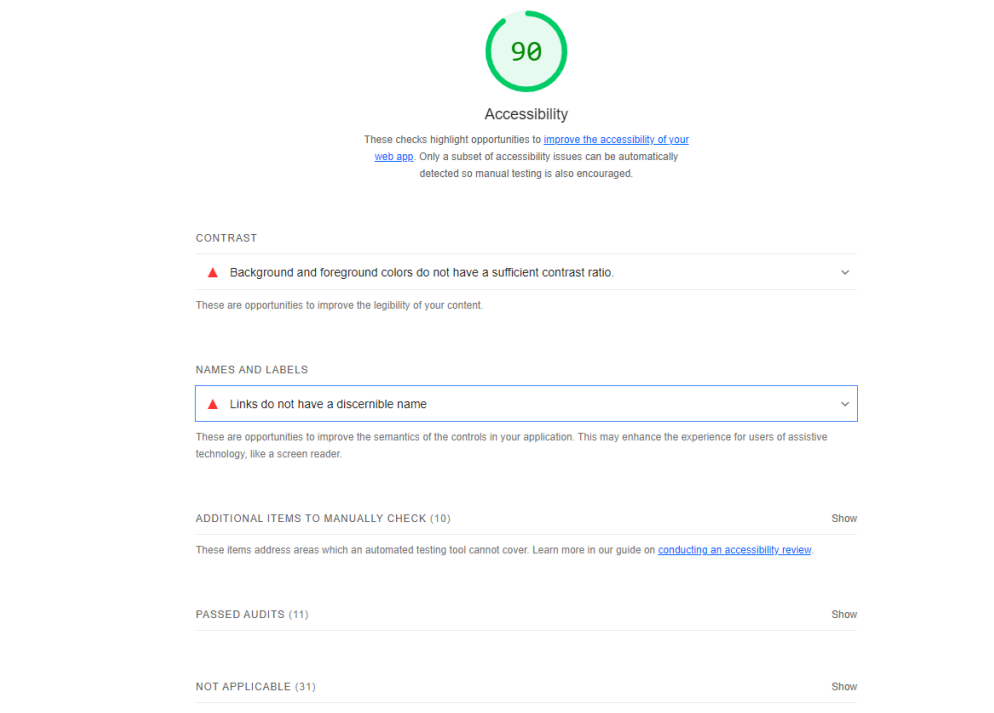 90
Accessibility
These checks highlight opportunities to improve the accessibility of your
web app. Only a subset of accessibility issues can be automatically
detected so manual testing is also encouraged.
CONTRAST
Background and foreground colors do not have a sufficient contrast ratio.
These are opportunities to improve the legibility of your content.
NAMES AND LABELS
Links do not have a discernible name
These are opportunities to improve the semantics of the controls in your application. This may enhance the experience for users of assistive
technology, like a screen reader.
ADDITIONAL ITEMS TO MANUALLY CHECK (10) Show
These items address areas which an automated testing tool cannot cover. Learn more in our guide on conducting an accessibility review.
PASSED AUDITS (11) Show
NOT APPLICABLE (31) Show